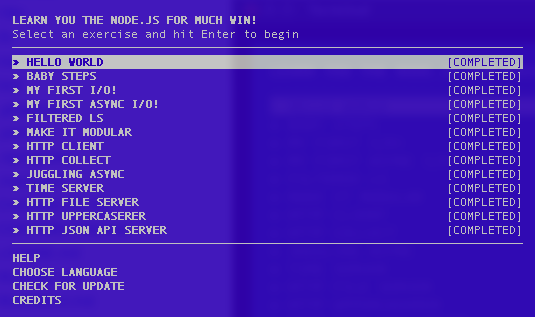 LEARN YOU THE NODE.JS FOR MUCH WIN!
Select an exercise and hit Enter to begin
» HELLO WORLD [COMPLETED]
» BABY STEPS [COMPLETED]
» MY FIRST I/O! [COMPLETED]
» MY FIRST ASYNC I/O! [COMPLETED]
» FILTERED LS [COMPLETED]
» MAKE IT MODULAR [COMPLETED]
» HTTP CLIENT [COMPLETED]
» HTTP COLLECT [COMPLETED]
» JUGGLING ASYNC [COMPLETED]
» TIME SERVER [COMPLETED]
» HTTP FILE SERVER [COMPLETED]
» HTTP UPPERCASERER [COMPLETED]
» HTTP JSON API SERVER [COMPLETED]
HELP
CHOOSE LANGUAGE
CHECK FOR UPDATE
CREDITS